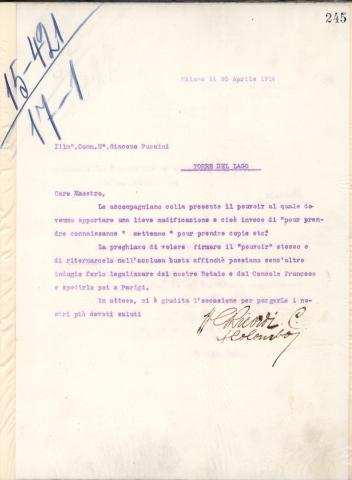 245
15-421
17-1
Milano li 25 Aprile 1914
Illmº.Comm.Mº.Giacomo Puccini
TORRE DEL LAGO
Caro Maestro,
Le accompagniamo colla presente il pouvoir al quale do-
vemmo apportare una lieve modificazione e cioè invece di "pour pren-
dre connaissance " mettemmo " pour prendre copie etc."
La preghiamo di volere firmare il "pouvoir" stesso e
di ritornarcelo nell'acclusa busta affinchè possiamo senz'altro
indugio farlo legalizzare dal nostro Notaio e dal Console Francese
e spedirlo poi a Parigi.
In attesa, ci è gradita l'occasione per porgerLe i no-
stri più devoti saluti
G Ricordi C.
Colombo